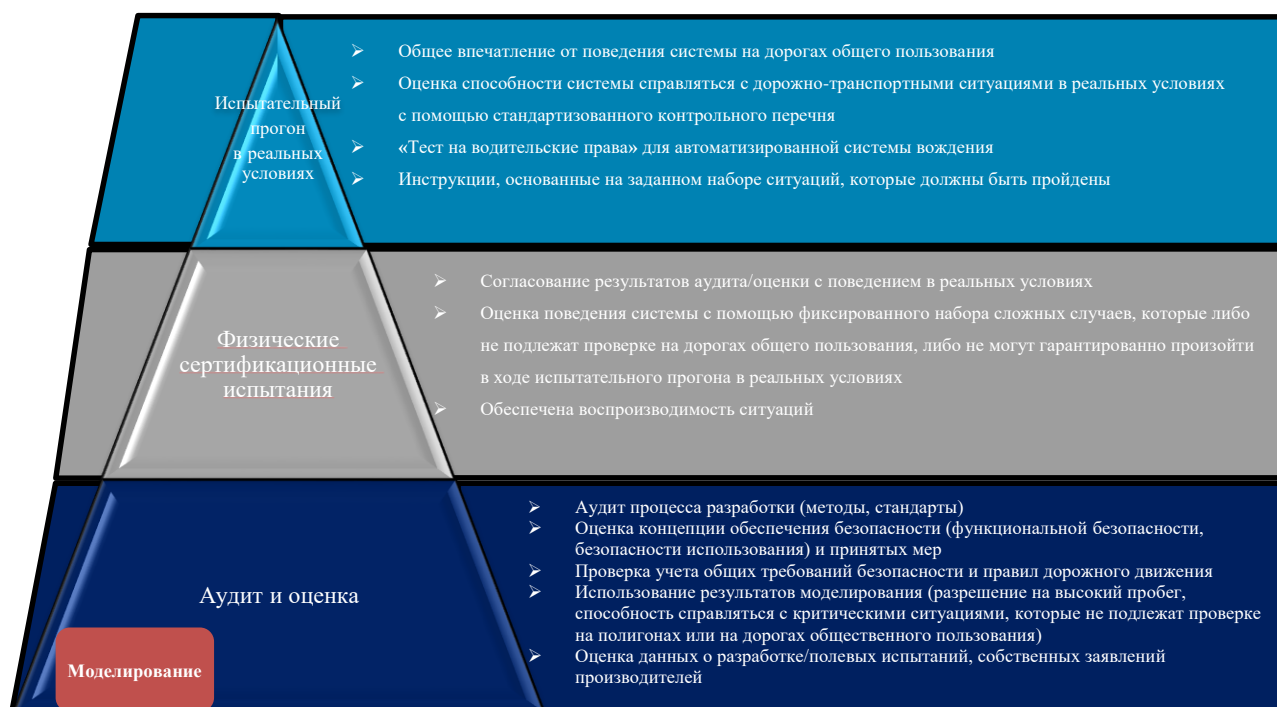 Испытательный
прогон
в реальных
условиях
➢ Общее впечатление от поведения системы на дорогах общего пользования
➢ Оценка способности системы справляться с дорожно-транспортными ситуациями в реальных условиях
с помощью стандартизованного контрольного перечня
➢ «Тест на водительские права» для автоматизированной системы вождения
➢ Инструкции, основанные на заданном наборе ситуаций, которые должны быть пройдены
Физические
сертификационные
испытания
➢ Согласование результатов аудита/оценки с поведением в реальных условиях
➢ Оценка поведения системы с помощью фиксированного набора сложных случаев, которые либо
не подлежат проверке на дорогах общего пользования, либо не могут гарантированно произойти
в ходе испытательного прогона в реальных условиях
➢ Обеспечена воспроизводимость ситуаций
Аудит и оценка
Моделирование
➢ Аудит процесса разработки (методы, стандарты)
➢ Оценка концепции обеспечения безопасности (функциональной безопасности,
безопасности использования) и принятых мер
➢ Проверка учета общих требований безопасности и правил дорожного движения
➢ Использование результатов моделирования (разрешение на высокий пробег,
способность справляться с критическими ситуациями, которые не подлежат проверке
на полигонах или на дорогах общественного пользования)
➢ Оценка данных о разработке/полевых испытаний, собственных заявлений
производителей